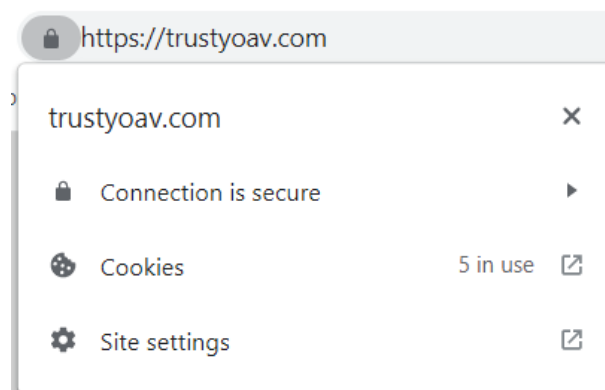 https://trustyoav.com
trustyoav.com
Connection is secure
Cookies 5 in use
Site settings